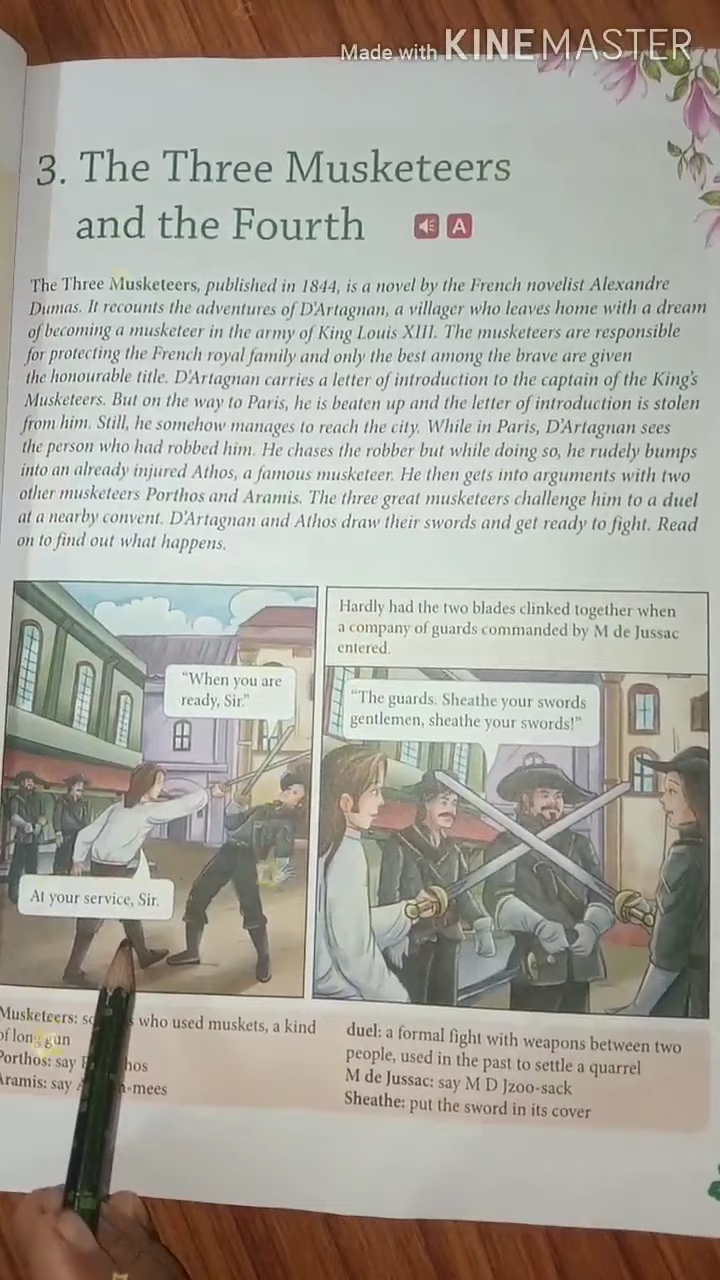 Made with KINEMASTER
3. The Three Musketeers
and the Fourth
A
The Three Musketeers, published in 1844, is a novel by the French novelist Alexandre
Dumas. It recounts the adventures of D'Artagnan, a villager who leaves home with a dream
of becoming a musketeer in the army of King Louis XIII. The musketeers are responsible
for protecting the French royal family and only the best among the brave are given
the honourable title. D'Artagnan carries a letter of introduction to the captain of the King's
Musketeers. But on the way to Paris, he is beaten up and the letter of introduction is stolen
from him. Still, he somehow manages to reach the city. While in Paris, D'Artagnan sees
the person who had robbed him. He chases the robber but while doing so, he rudely bumps
into an already injured Athos, a famous musketeer. He then gets into arguments with two
other musketeers Porthos and Aramis. The three great musketeers challenge him to a duel
at a nearby convent. D'Artagnan and Athos draw their swords and get ready to fight. Read
on to find out what happens.
"When you are
ready, Sir."
At your service, Sir.
Hardly had the two blades clinked together when
a company of guards commanded by M de Jussac
entered.
"The guards. Sheathe your swords
gentlemen, sheathe your swords!"
Musketeers: who used muskets, a kind
of long gun
Porthos: say hos
Aramis: say -mees
duel: a formal fight with weapons between two
people, used in the past to settle a quarrel
M de Jussac: say M D Jzoo-sack
Sheathe: put the sword in its cover